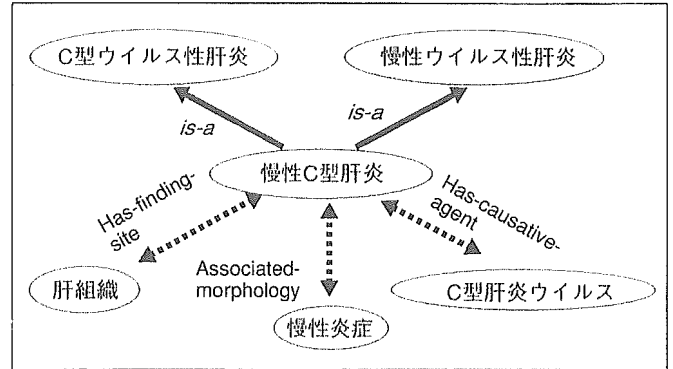 C型ウイルス性肝炎
慢性ウイルス性肝炎
is-a
is-a
慢性C型肝炎
Has-finding-
site
Has-causative-
agent
Associated-
morphology
肝組織
C型肝炎ウイルス
慢性炎症